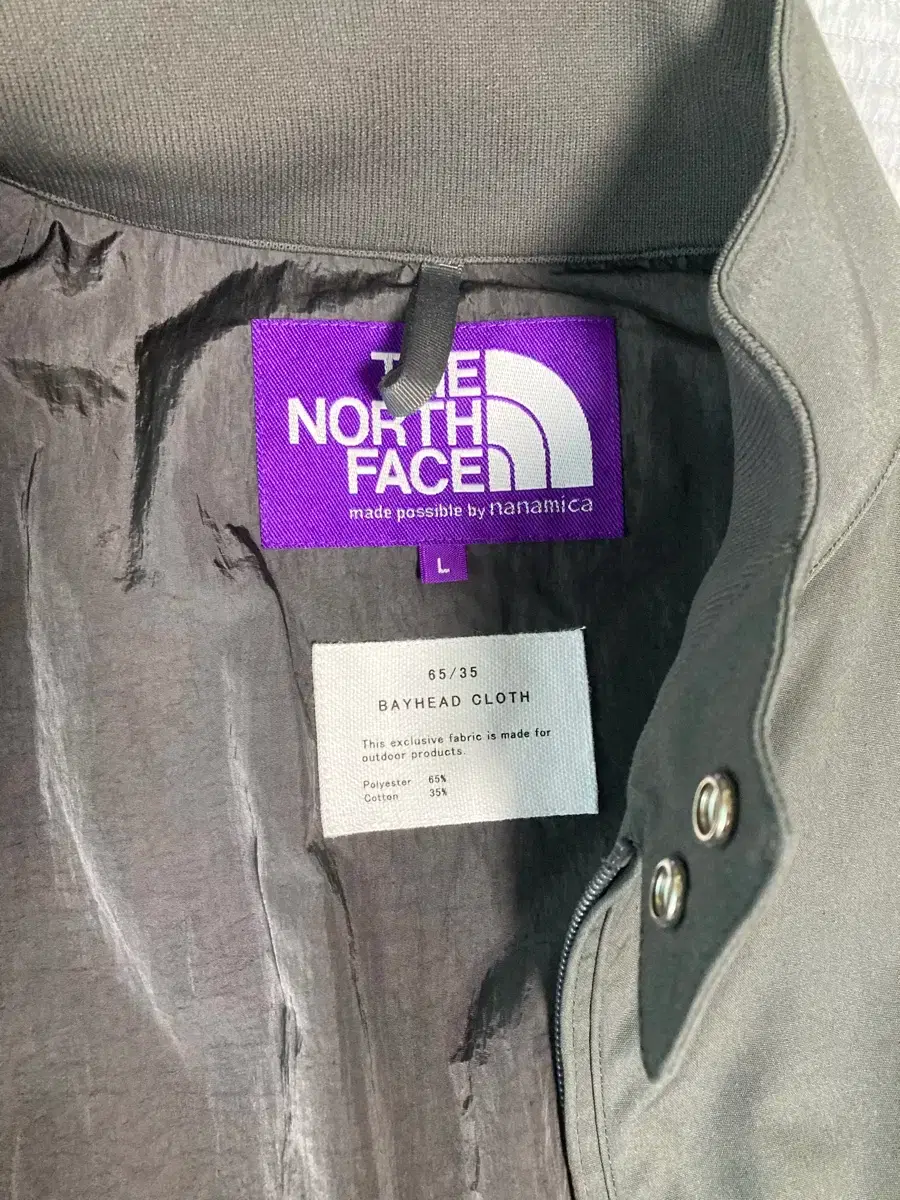 THE
NORTH
FACE
made possible by nanamica
L
65/35
BAYHEAD CLOTH
This exclusive fabric is made for
outdoor products.
Polyester 65%
Cotton 35%